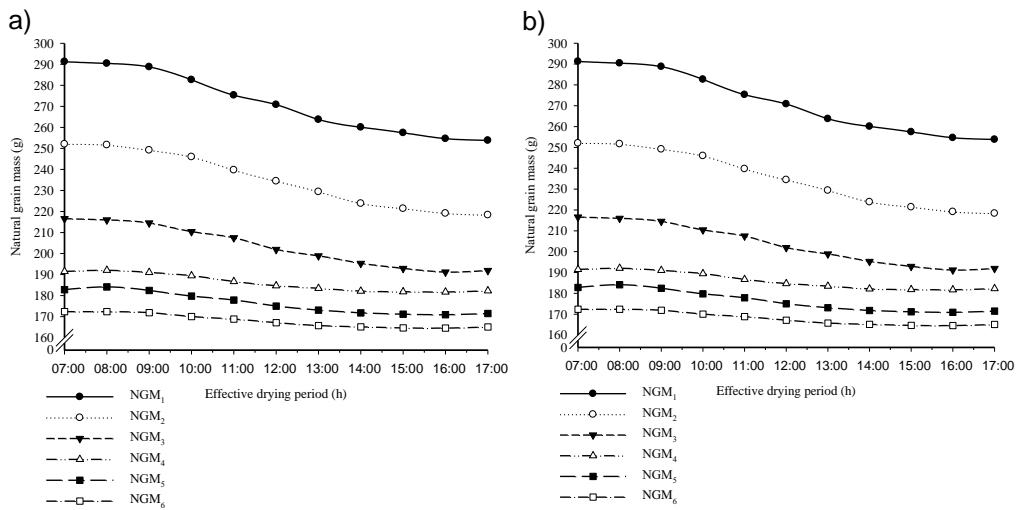 a)
300
290
280
270
260
250
240
230
220
210
200
190
180
170
160
0
Natural grain mass (g)
07:00 08:00 09:00 10:00 11:00 12:00 13:00 14:00 15:00 16:00 17:00
Effective drying period (h)
NGM₁
NGM₂
NGM₃
NGM₄
NGM₅
NGM₆
b)
300
290
280
270
260
250
240
230
220
210
200
190
180
170
160
0
Natural grain mass (g)
07:00 08:00 09:00 10:00 11:00 12:00 13:00 14:00 15:00 16:00 17:00
Effective drying period (h)
NGM₁
NGM₂
NGM₃
NGM₄
NGM₅
NGM₆